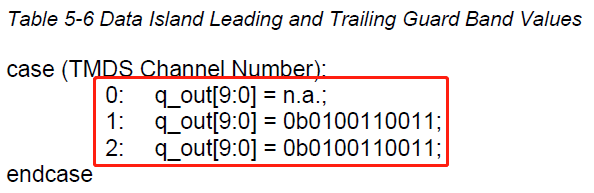 Table 5-6 Data Island Leading and Trailing Guard Band Values
case (TMDS Channel Number):
0: q_out[9:0] = n.a.;
1: q_out[9:0] = 0b0100110011;
2: q_out[9:0] = 0b0100110011;
endcase